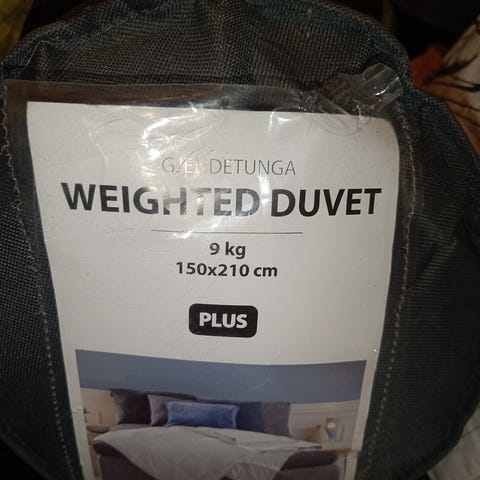 GJENDETUNGA
WEIGHTED DUVET
9 kg
150x210 cm
PLUS